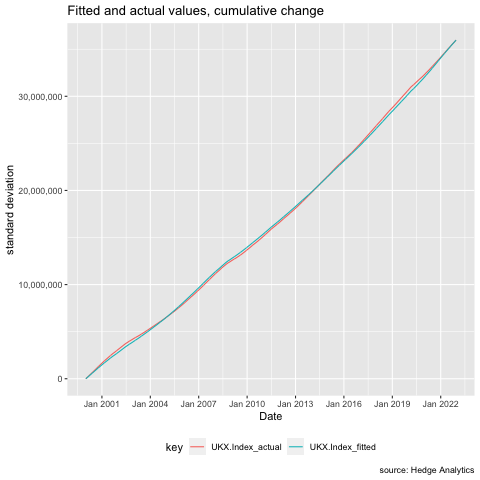 Fitted and actual values, cumulative change
standard deviation
30,000,000
20,000,000
10,000,000
0
Jan 2001 Jan 2004 Jan 2007 Jan 2010 Jan 2013 Jan 2016 Jan 2019 Jan 2022
Date
key UKX.Index_actual UKX.Index_fitted
source: Hedge Analytics